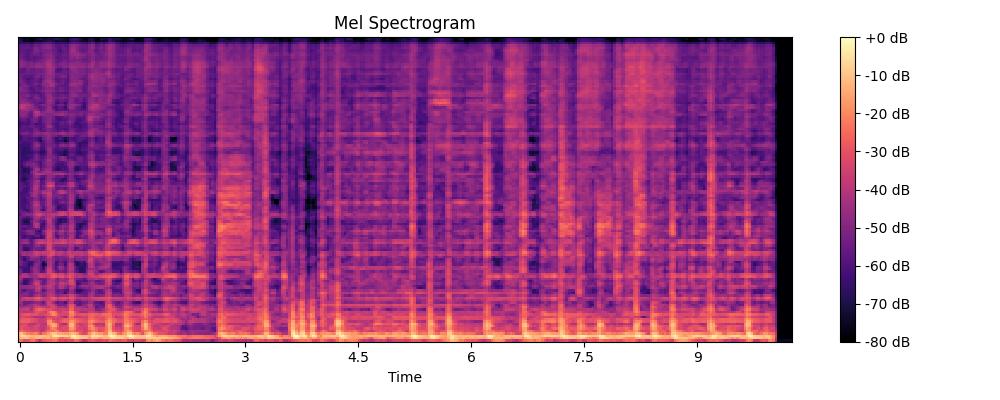 Mel Spectrogram
+0 dB
-10 dB
-20 dB
-30 dB
-40 dB
-50 dB
-60 dB
-70 dB
-80 dB
0 1.5 3 4.5 6 7.5 9
Time